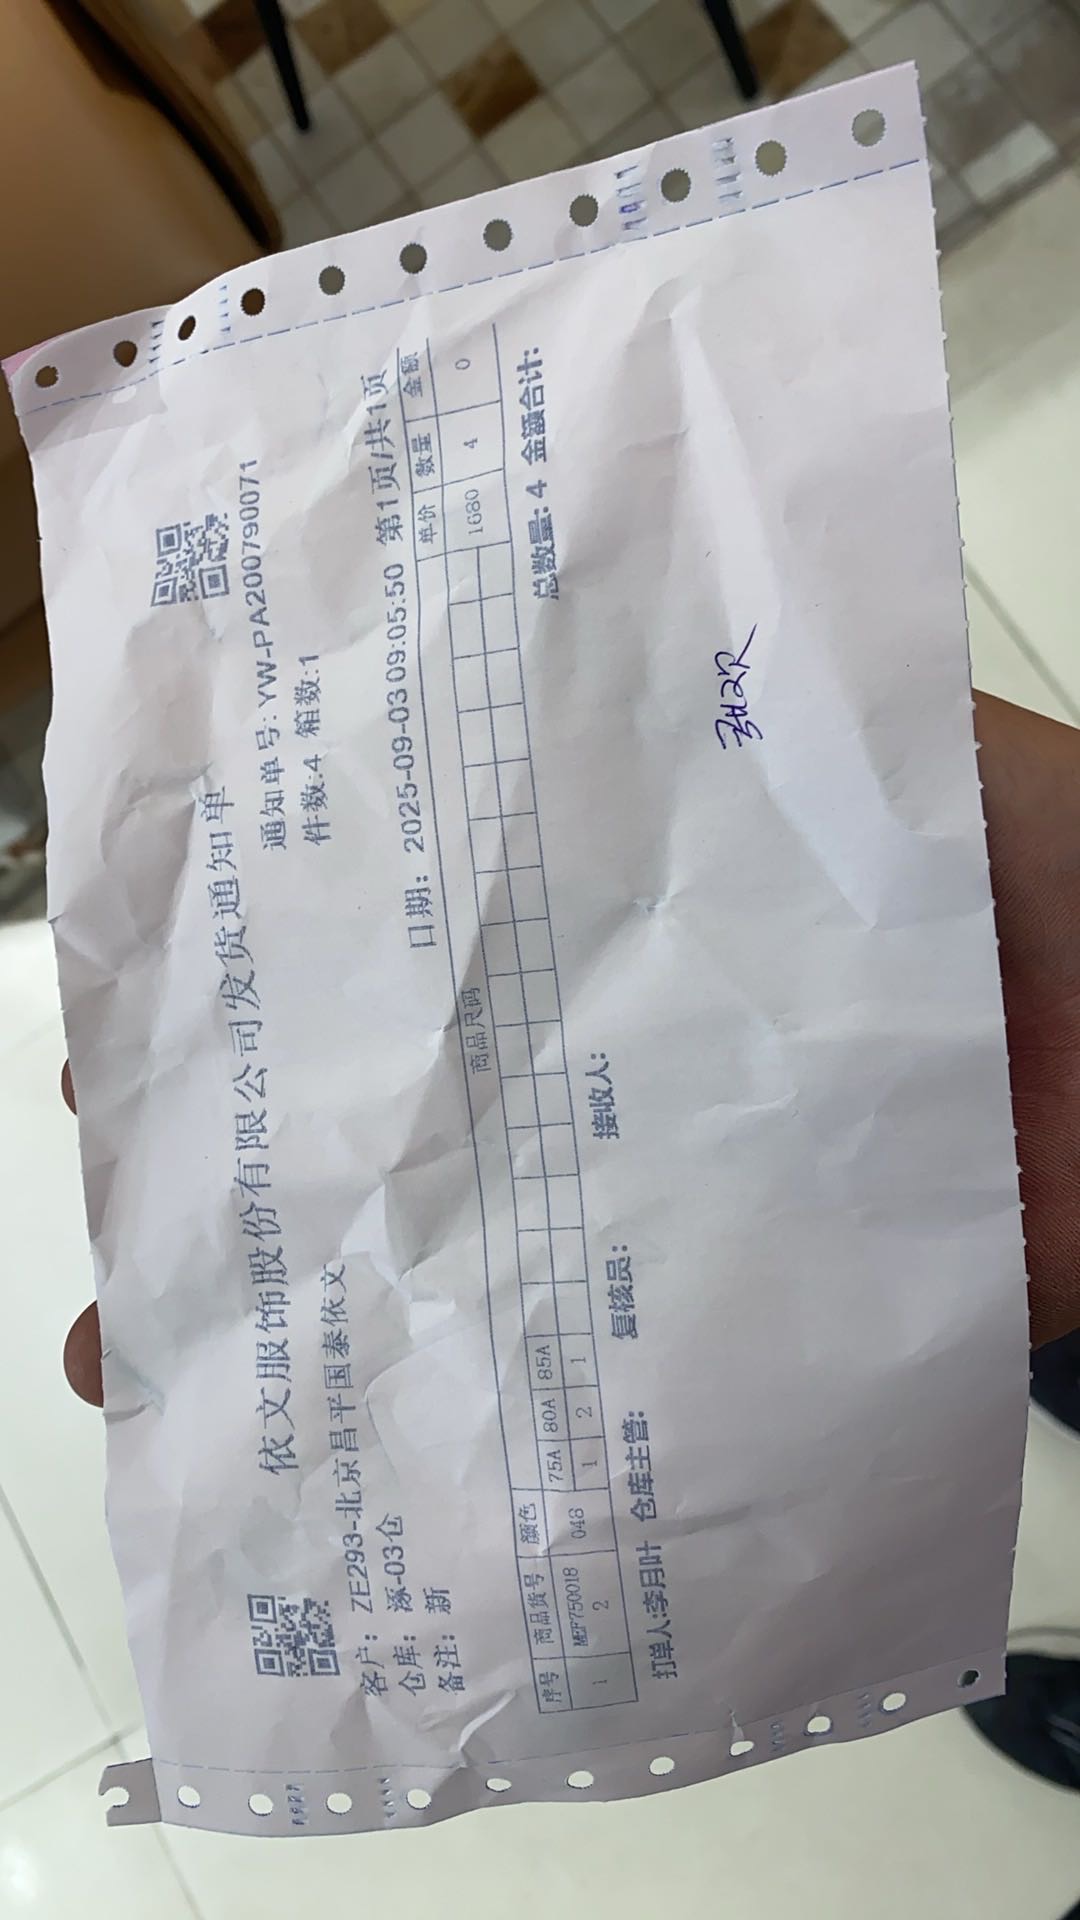 依文服饰股份有限公司发货通知单
通知单号:YW-PA200790071
件数:4 箱数:1
客户: ZE293-北京昌平国泰依文
仓库: 涿-03仓
备注: 新
日期: 2025-09-03 09:05:50 第1页/共1页
序号 商品货号 颜色 商品尺码 单价 数量 金额
75A 80A 85A
1 MEF750018 2 048 1 2 1 1680 4 0
总数量: 4 金额合计:
打单人:李月叶 仓库主管: 复核员: 接收人: